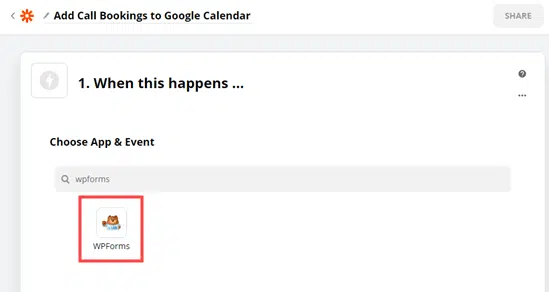 Add Call Bookings to Google Calendar
SHARE
1. When this happens ...
Choose App & Event
wpforms
WPForms